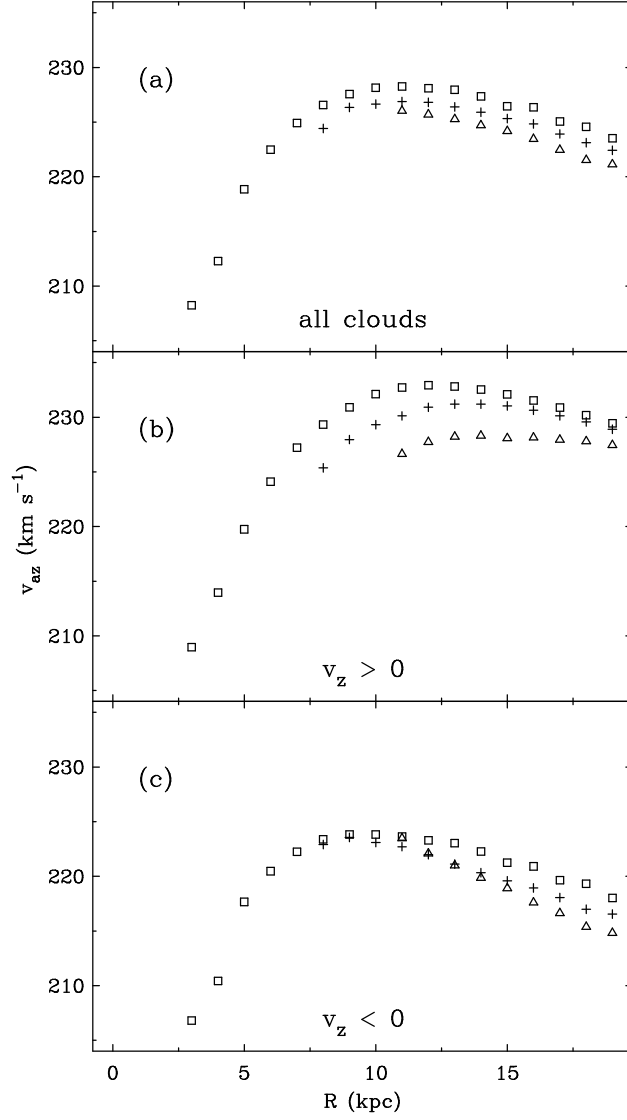 (a)
230
220
210
all clouds
(b)
230
220
210
v_z > 0
v_az (km s⁻¹)
(c)
230
220
210
v_z < 0
0 5 10 15
R (kpc)